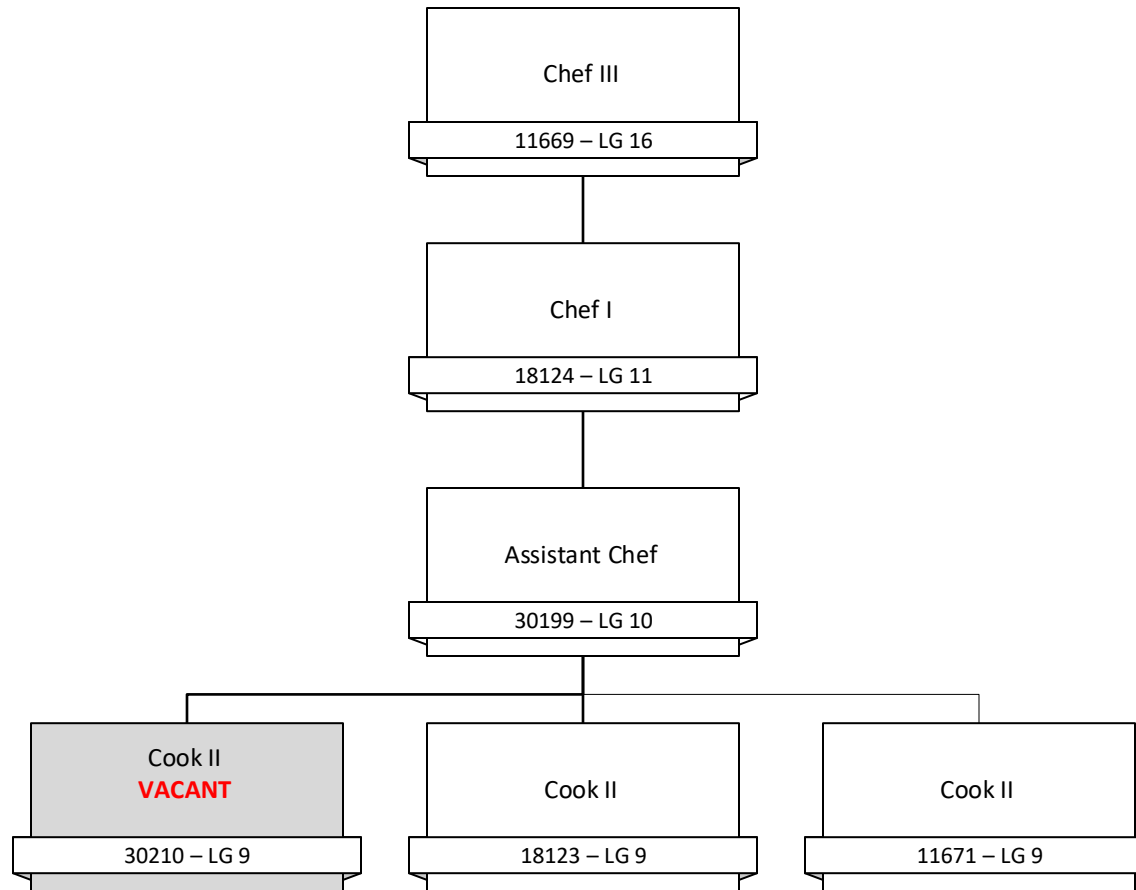 Chef III
11669 – LG 16
Chef I
18124 – LG 11
Assistant Chef
30199 – LG 10
Cook II
VACANT
30210 – LG 9
Cook II
18123 – LG 9
Cook II
11671 – LG 9